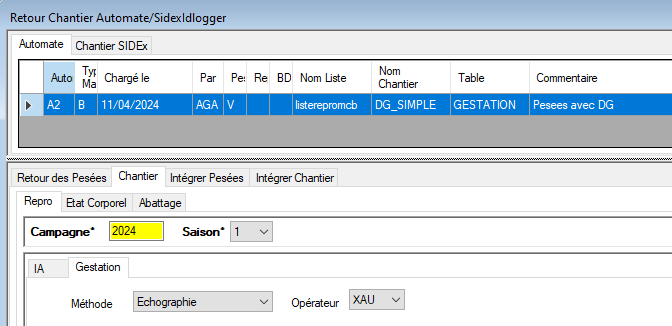 Retour Chantier Automate/SidexIdlogger
Automate Chantier SIDEx
Auto Typ Ma Chargé le Par Pes Re BD Nom Liste Nom Chantier Table Commentaire
A2 B 11/04/2024 AGA V listerepromcb DG_SIMPLE GESTATION Pesees avec DG
Retour des Pesées Chantier Intégrer Pesées Intégrer Chantier
Repro Etat Corporel Abattage
Campagne* 2024 Saison* 1
IA Gestation
Méthode Echographie Opérateur XAU